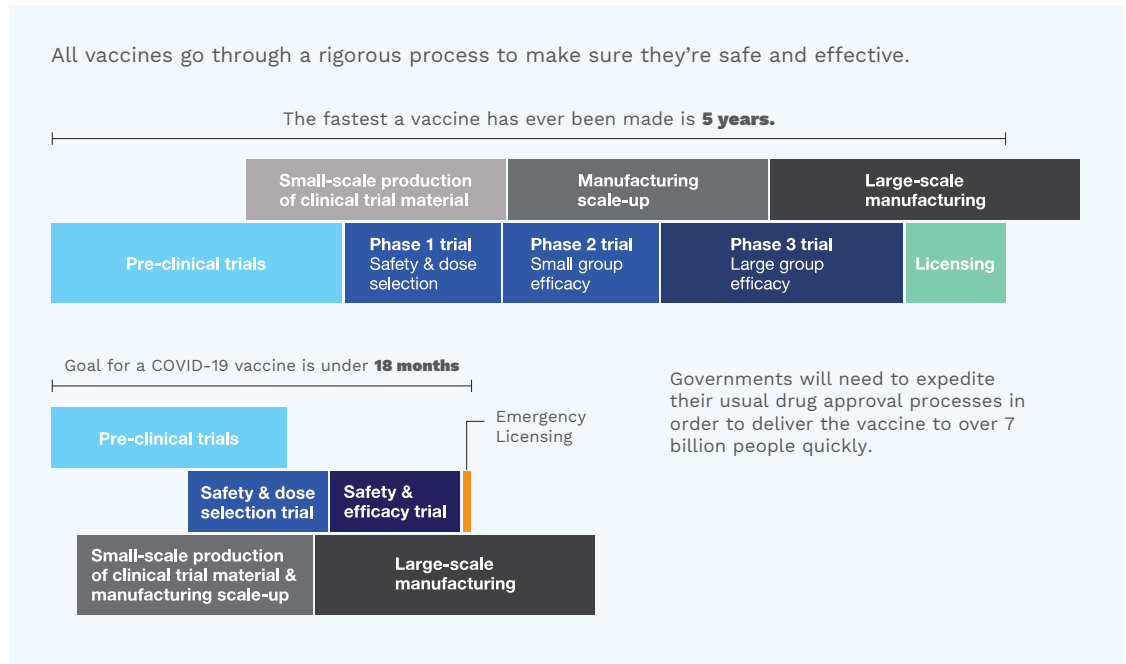 All vaccines go through a rigorous process to make sure they’re safe and effective.
The fastest a vaccine has ever been made is 5 years.
Small-scale production
of clinical trial material
Manufacturing
scale-up
Large-scale
manufacturing
Pre-clinical trials
Phase 1 trial
Safety & dose
selection
Phase 2 trial
Small group
efficacy
Phase 3 trial
Large group
efficacy
Licensing
Goal for a COVID-19 vaccine is under 18 months
Emergency
Licensing
Pre-clinical trials
Safety & dose
selection trial
Safety &
efficacy trial
Small-scale production
of clinical trial material &
manufacturing scale-up
Large-scale
manufacturing
Governments will need to expedite
their usual drug approval processes in
order to deliver the vaccine to over 7
billion people quickly.